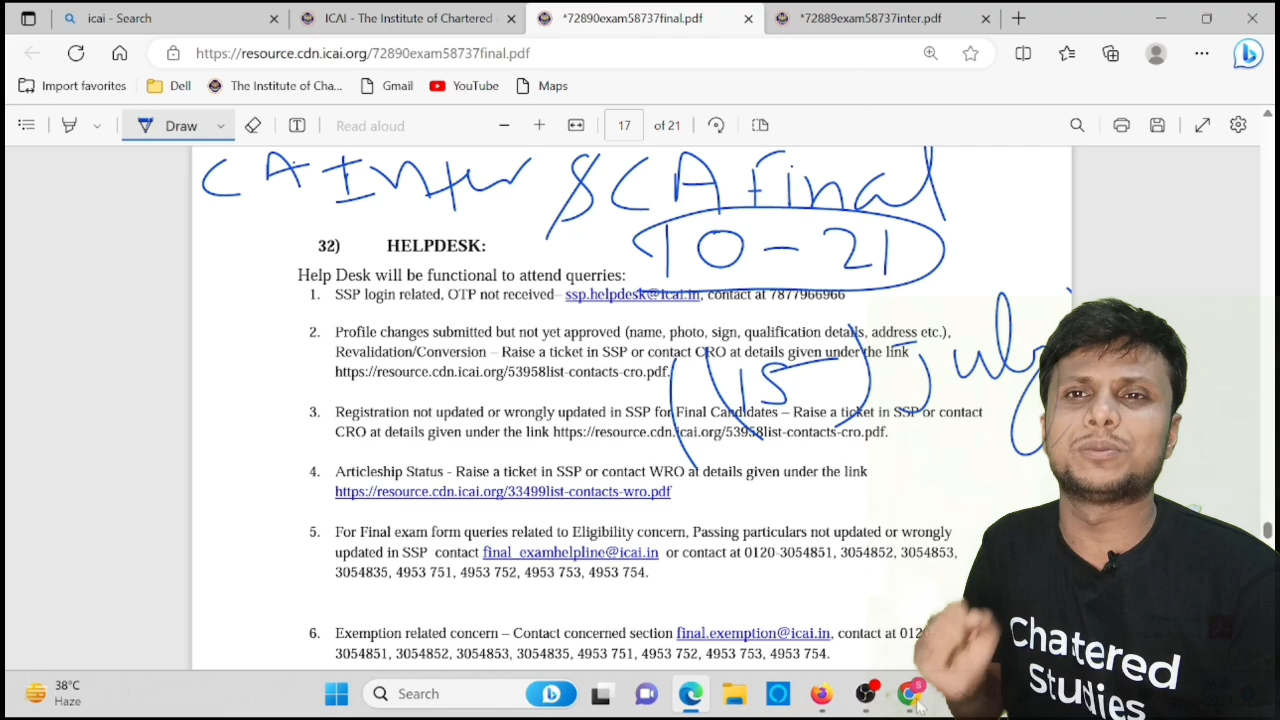 icai - Search
ICAI - The Institute of Chartered
*72890exam58737final.pdf
*72889exam58737inter.pdf
https://resource.cdn.icai.org/72890exam58737final.pdf
Import favorites
Dell
The Institute of Cha...
Gmail
YouTube
Maps
Draw
Read aloud
17 of 21
CA Inter & CA Final
10-21
32) HELPDESK:
Help Desk will be functional to attend querries:
1. SSP login related, OTP not received– ssp.helpdesk@icai.in, contact at 7877966966
2. Profile changes submitted but not yet approved (name, photo, sign, qualification details, address etc.),
Revalidation/Conversion – Raise a ticket in SSP or contact CRO at details given under the link
https://resource.cdn.icai.org/53958list-contacts-cro.pdf.
(15) July
3. Registration not updated or wrongly updated in SSP for Final Candidates – Raise a ticket in SSP or contact
CRO at details given under the link https://resource.cdn.icai.org/53958list-contacts-cro.pdf.
4. Articleship Status - Raise a ticket in SSP or contact WRO at details given under the link
https://resource.cdn.icai.org/33499list-contacts-wro.pdf
5. For Final exam form queries related to Eligibility concern, Passing particulars not updated or wrongly
updated in SSP contact final_examhelpline@icai.in or contact at 0120-3054851, 3054852, 3054853,
3054835, 4953 751, 4953 752, 4953 753, 4953 754.
6. Exemption related concern – Contact concerned section final.exemption@icai.in, contact at 0120
3054851, 3054852, 3054853, 3054835, 4953 751, 4953 752, 4953 753, 4953 754.
Chatered
Studies
38°C
Haze
Search